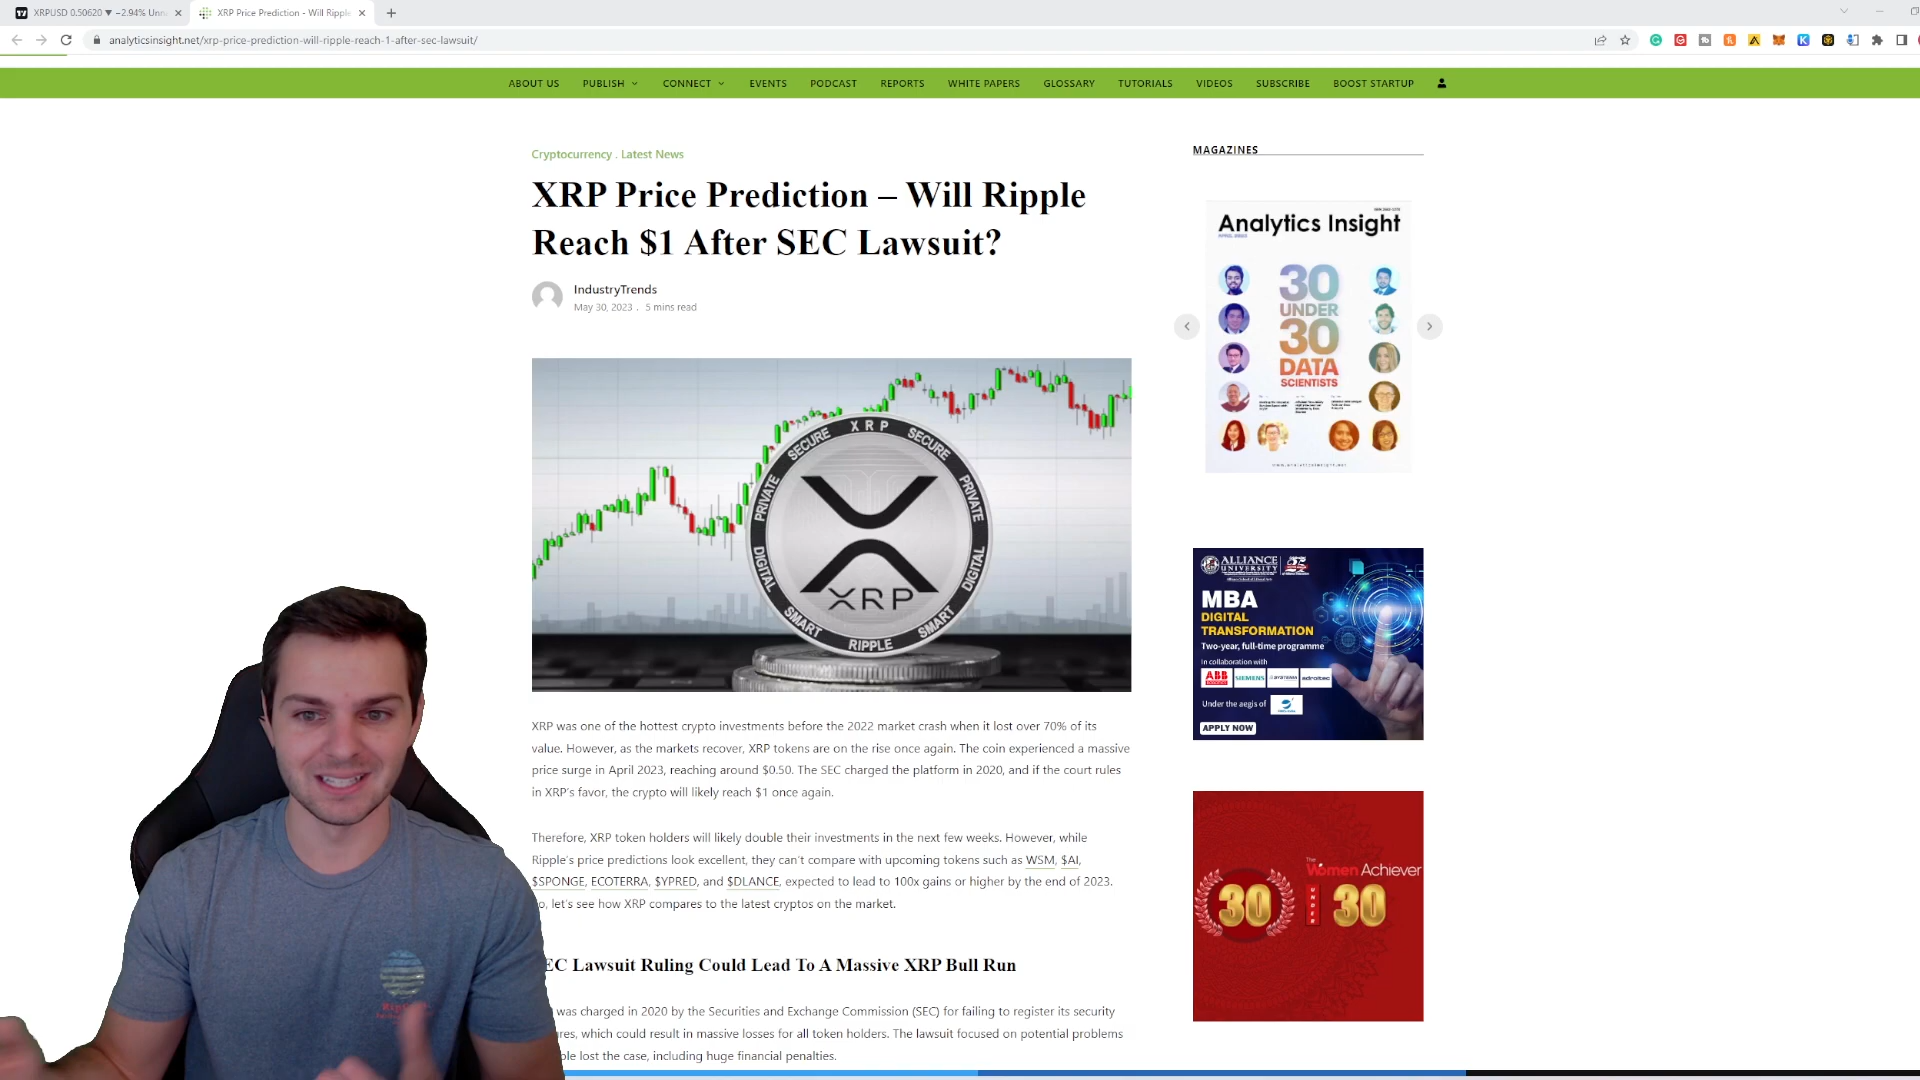 XRPUSD 0.50620 ▼ −2.94% Unn
XRP Price Prediction - Will Ripple
analyticsinsight.net/xrp-price-prediction-will-ripple-reach-1-after-sec-lawsuit/
ABOUT US PUBLISH CONNECT EVENTS PODCAST REPORTS WHITE PAPERS GLOSSARY TUTORIALS VIDEOS SUBSCRIBE BOOST STARTUP
Cryptocurrency . Latest News
XRP Price Prediction – Will Ripple
Reach $1 After SEC Lawsuit?
IndustryTrends
May 30, 2023 . 5 mins read
XRP
SECURE SECURE
PRIVATE PRIVATE
DIGITAL DIGITAL
SMART SMART
RIPPLE
XRP
XRP was one of the hottest crypto investments before the 2022 market crash when it lost over 70% of its
value. However, as the markets recover, XRP tokens are on the rise once again. The coin experienced a massive
price surge in April 2023, reaching around $0.50. The SEC charged the platform in 2020, and if the court rules
in XRP's favor, the crypto will likely reach $1 once again.
Therefore, XRP token holders will likely double their investments in the next few weeks. However, while
Ripple's price predictions look excellent, they can't compare with upcoming tokens such as WSM, $AI,
$SPONGE, ECOTERRA, $YPRED, and $DLANCE, expected to lead to 100x gains or higher by the end of 2023.
o, let's see how XRP compares to the latest cryptos on the market.
EC Lawsuit Ruling Could Lead To A Massive XRP Bull Run
was charged in 2020 by the Securities and Exchange Commission (SEC) for failing to register its security
res, which could result in massive losses for all token holders. The lawsuit focused on potential problems
ple lost the case, including huge financial penalties.
MAGAZINES
Analytics Insight
30
UNDER
30
DATA
SCIENTISTS
www.analyticsinsight.net
ALLIANCE
UNIVERSITY
MBA
DIGITAL
TRANSFORMATION
Two-year, full-time programme
In collaboration with
ABB SIEMENS adroitec
Under the aegis of
APPLY NOW
The
Women Achiever
30 UNDER 30